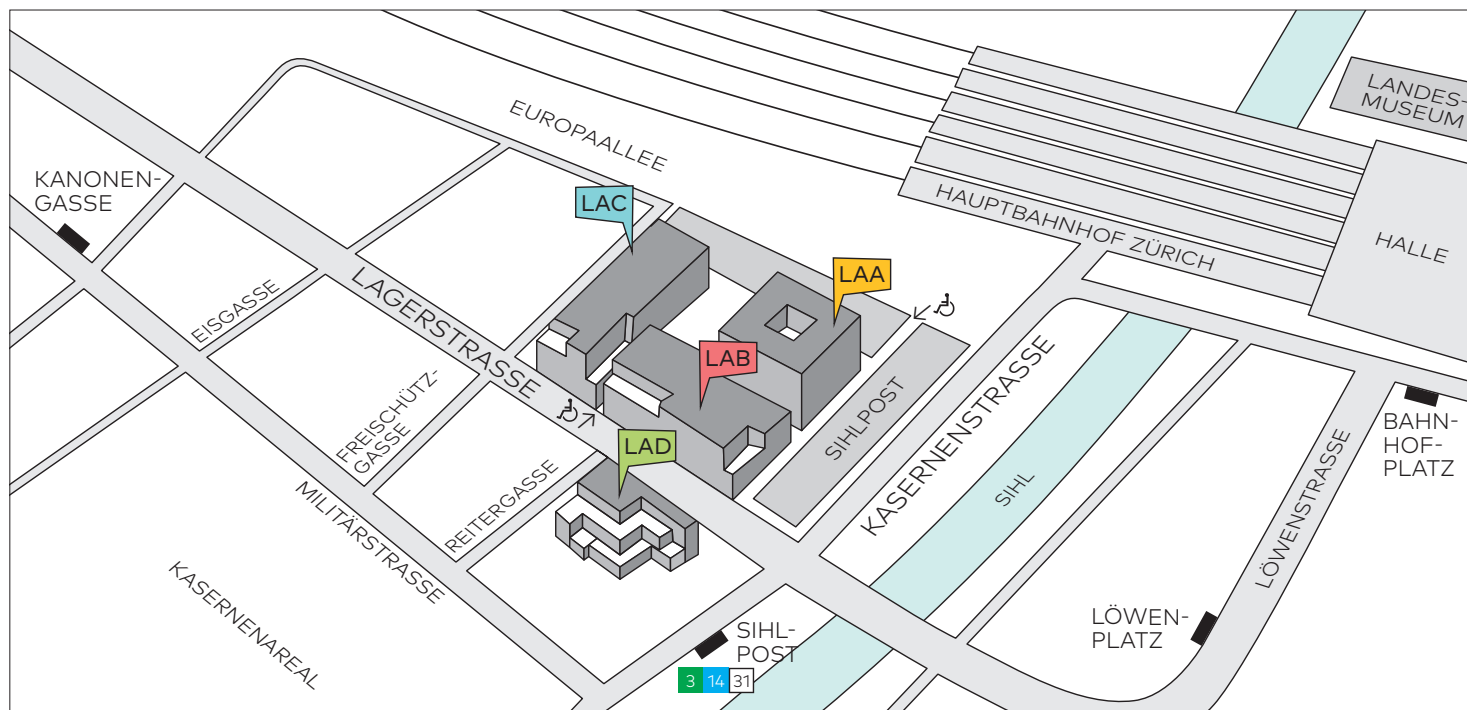 LANDES-
MUSEUM
EUROPAALLEE
KANONEN-
GASSE
LAC
HAUPTBAHNHOF ZÜRICH
HALLE
LAA
EISGASSE
LAGERSTRASSE
LAB
SIHLPOST
KASERNENSTRASSE
FREISCHÜTZ-
GASSE
LAD
BAHN-
HOF-
PLATZ
REITERGASSE
MILITÄRSTRASSE
SIHL
LÖWENSTRASSE
KASERNENAREAL
SIHL-
POST
3 14 31
LÖWEN-
PLATZ